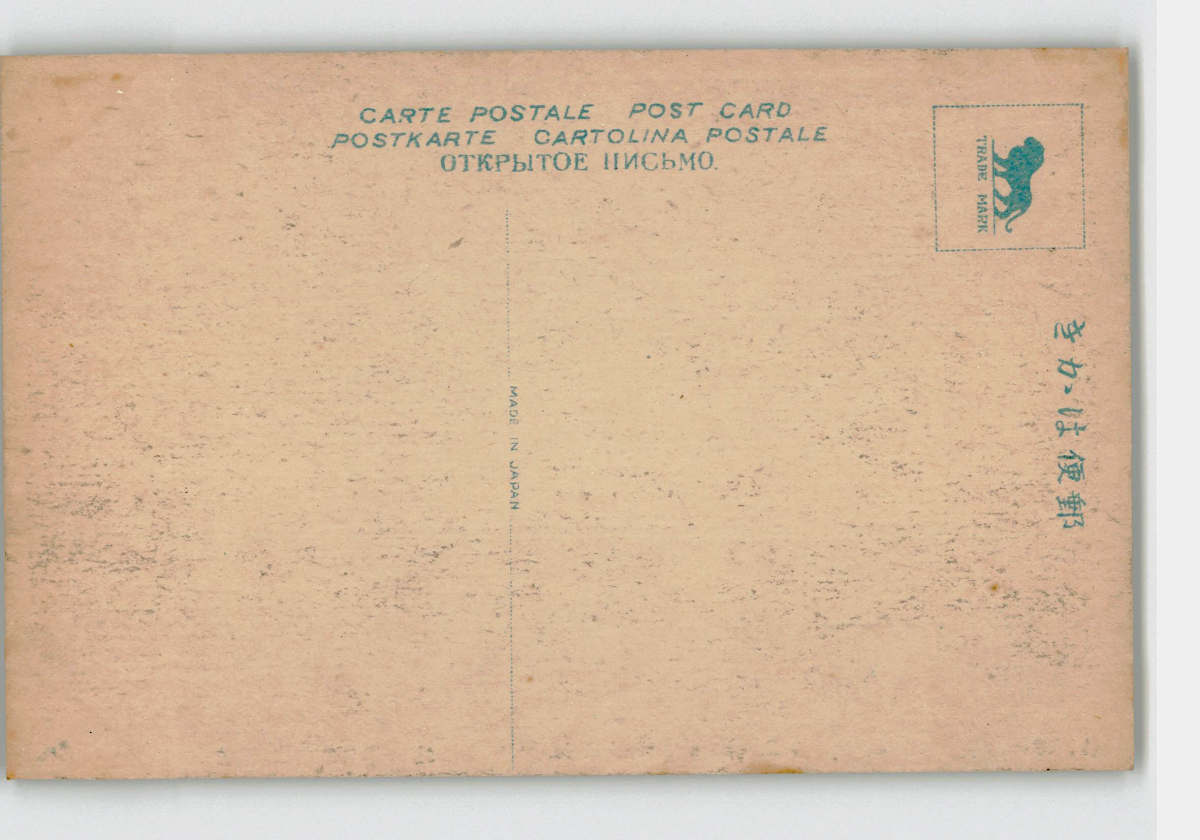 CARTE POSTALE POST CARD
POSTKARTE CARTOLINA POSTALE
ОТКРЫТОЕ ПИСЬМО.
TRADE MARK
きかゝは便郵
MADE IN JAPAN